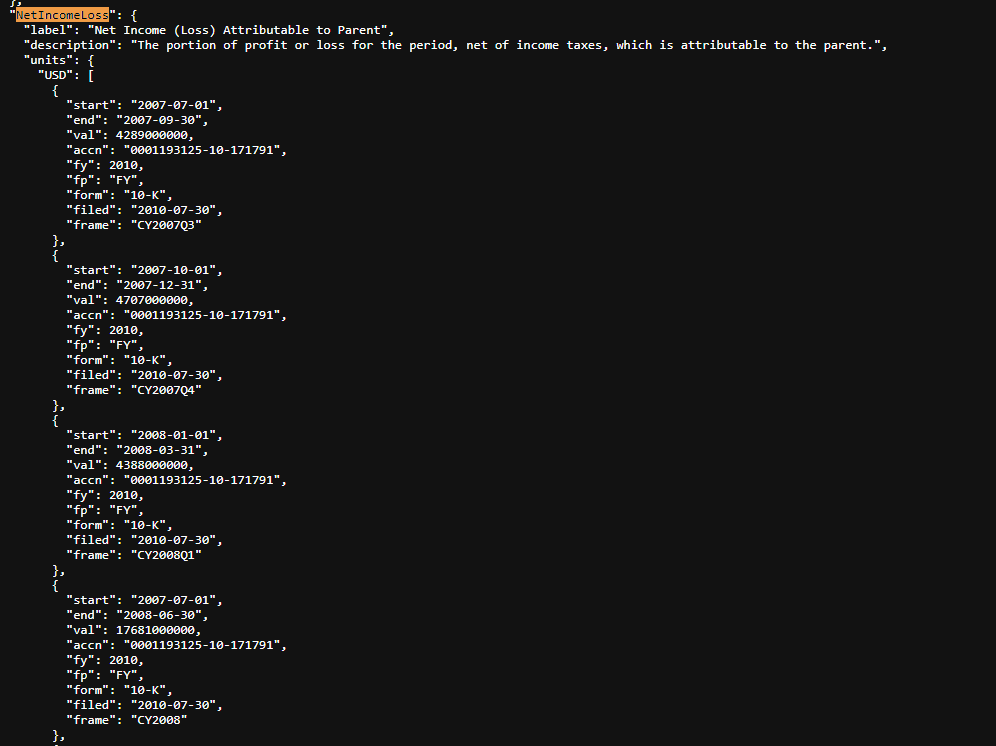 },
"NetIncomeLoss": {
"label": "Net Income (Loss) Attributable to Parent",
"description": "The portion of profit or loss for the period, net of income taxes, which is attributable to the parent.",
"units": {
"USD": [
{
"start": "2007-07-01",
"end": "2007-09-30",
"val": 4289000000,
"accn": "0001193125-10-171791",
"fy": 2010,
"fp": "FY",
"form": "10-K",
"filed": "2010-07-30",
"frame": "CY2007Q3"
},
{
"start": "2007-10-01",
"end": "2007-12-31",
"val": 4707000000,
"accn": "0001193125-10-171791",
"fy": 2010,
"fp": "FY",
"form": "10-K",
"filed": "2010-07-30",
"frame": "CY2007Q4"
},
{
"start": "2008-01-01",
"end": "2008-03-31",
"val": 4388000000,
"accn": "0001193125-10-171791",
"fy": 2010,
"fp": "FY",
"form": "10-K",
"filed": "2010-07-30",
"frame": "CY2008Q1"
},
{
"start": "2007-07-01",
"end": "2008-06-30",
"val": 17681000000,
"accn": "0001193125-10-171791",
"fy": 2010,
"fp": "FY",
"form": "10-K",
"filed": "2010-07-30",
"frame": "CY2008"
},